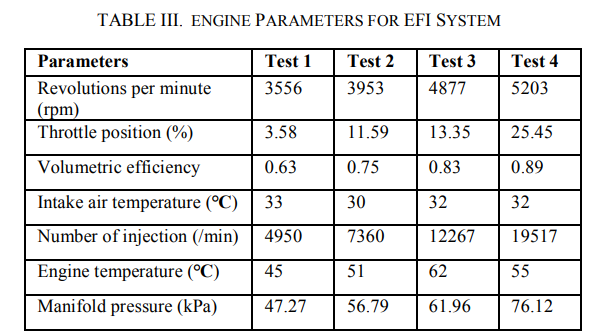 TABLE III. ENGINE PARAMETERS FOR EFI SYSTEM
Parameters Test 1 Test 2 Test 3 Test 4
Revolutions per minute 3556 3953 4877 5203
(rpm)
Throttle position (%) 3.58 11.59 13.35 25.45
Volumetric efficiency 0.63 0.75 0.83 0.89
Intake air temperature (℃) 33 30 32 32
Number of injection (/min) 4950 7360 12267 19517
Engine temperature (℃) 45 51 62 55
Manifold pressure (kPa) 47.27 56.79 61.96 76.12